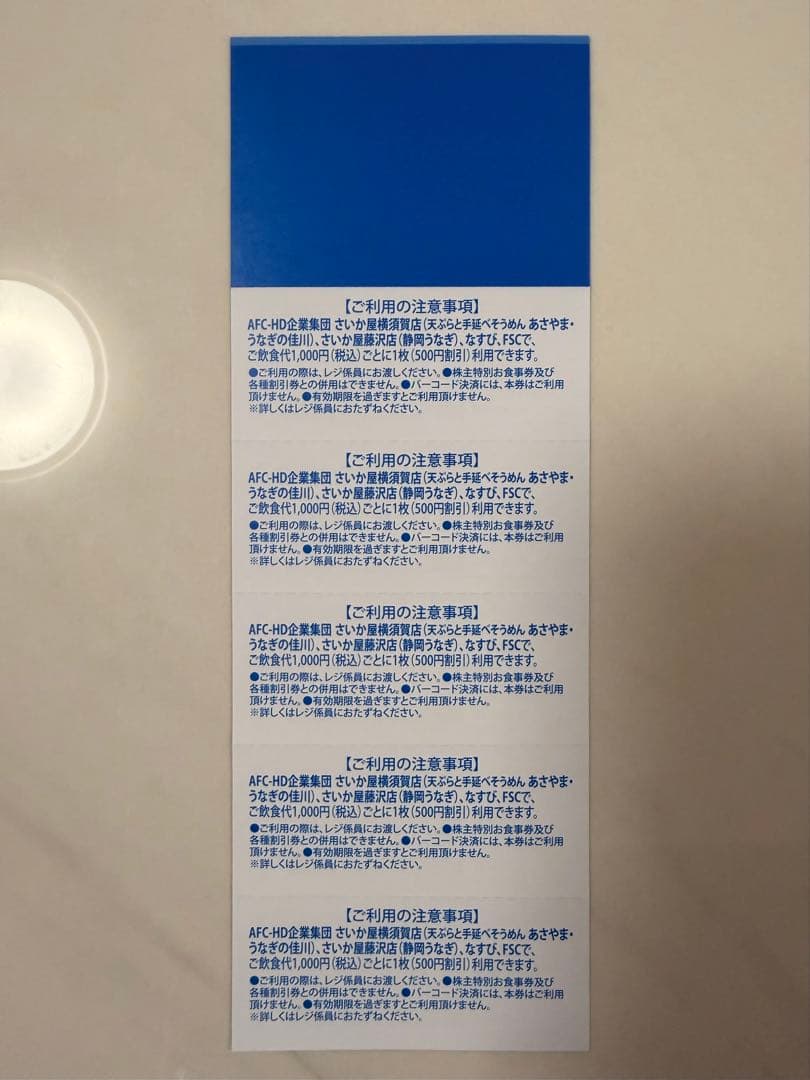 【ご利用の注意事項】
AFC-HD企業集団 さいか屋横須賀店(天ぷらと手延べそうめん あさやま・
うなぎの佳川)、さいか屋藤沢店(静岡うなぎ)、なすび、FSCで、
ご飲食代1,000円(税込)ごとに1枚(500円割引)利用できます。
●ご利用の際は、レジ係員にお渡しください。●株主特別お食事券及び
各種割引券との併用はできません。●バーコード決済には、本券はご利用
頂けません。●有効期限を過ぎますとご利用頂けません。
※詳しくはレジ係員におたずねください。
【ご利用の注意事項】
AFC-HD企業集団 さいか屋横須賀店(天ぷらと手延べそうめん あさやま・
うなぎの佳川)、さいか屋藤沢店(静岡うなぎ)、なすび、FSCで、
ご飲食代1,000円(税込)ごとに1枚(500円割引)利用できます。
●ご利用の際は、レジ係員にお渡しください。●株主特別お食事券及び
各種割引券との併用はできません。●バーコード決済には、本券はご利用
頂けません。●有効期限を過ぎますとご利用頂けません。
※詳しくはレジ係員におたずねください。
【ご利用の注意事項】
AFC-HD企業集団 さいか屋横須賀店(天ぷらと手延べそうめん あさやま・
うなぎの佳川)、さいか屋藤沢店(静岡うなぎ)、なすび、FSCで、
ご飲食代1,000円(税込)ごとに1枚(500円割引)利用できます。
●ご利用の際は、レジ係員にお渡しください。●株主特別お食事券及び
各種割引券との併用はできません。●バーコード決済には、本券はご利用
頂けません。●有効期限を過ぎますとご利用頂けません。
※詳しくはレジ係員におたずねください。
【ご利用の注意事項】
AFC-HD企業集団 さいか屋横須賀店(天ぷらと手延べそうめん あさやま・
うなぎの佳川)、さいか屋藤沢店(静岡うなぎ)、なすび、FSCで、
ご飲食代1,000円(税込)ごとに1枚(500円割引)利用できます。
●ご利用の際は、レジ係員にお渡しください。●株主特別お食事券及び
各種割引券との併用はできません。●バーコード決済には、本券はご利用
頂けません。●有効期限を過ぎますとご利用頂けません。
※詳しくはレジ係員におたずねください。
【ご利用の注意事項】
AFC-HD企業集団 さいか屋横須賀店(天ぷらと手延べそうめん あさやま・
うなぎの佳川)、さいか屋藤沢店(静岡うなぎ)、なすび、FSCで、
ご飲食代1,000円(税込)ごとに1枚(500円割引)利用できます。
●ご利用の際は、レジ係員にお渡しください。●株主特別お食事券及び
各種割引券との併用はできません。●バーコード決済には、本券はご利用
頂けません。●有効期限を過ぎますとご利用頂けません。
※詳しくはレジ係員におたずねください。